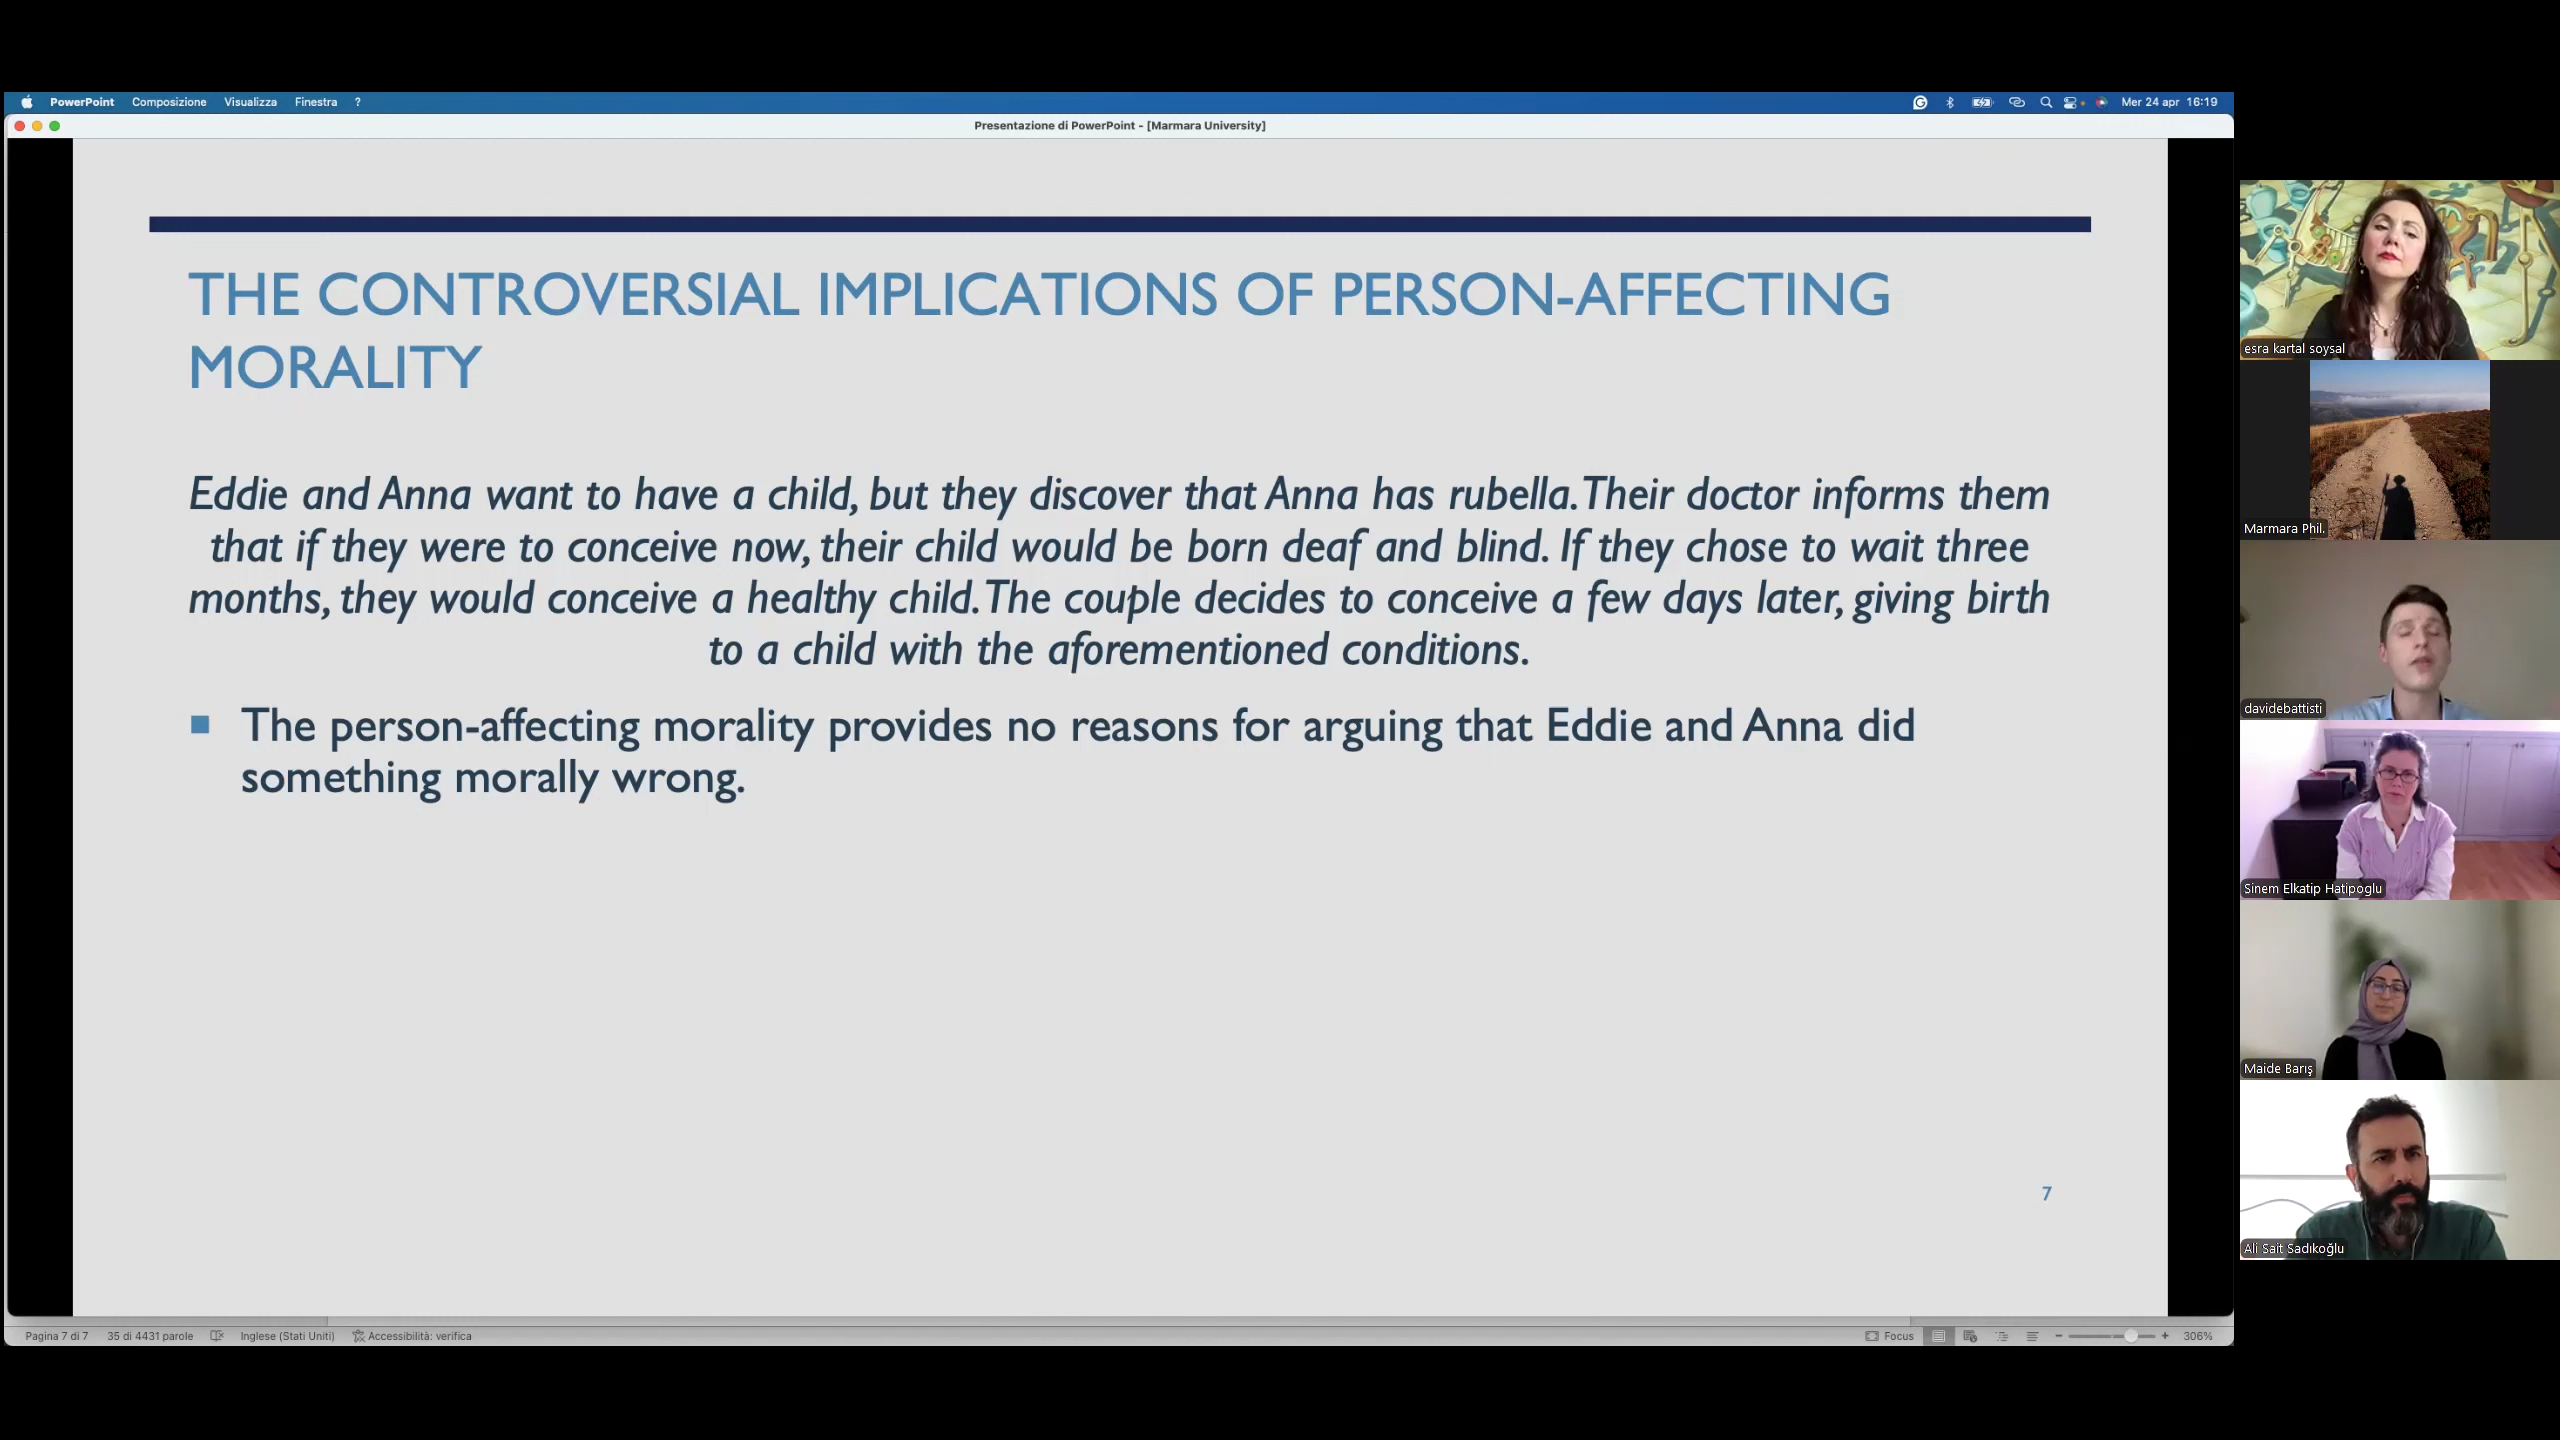 PowerPoint Composizione Visualizza Finestra ? Mer 24 apr 16:19
Presentazione di PowerPoint - [Marmara University]
THE CONTROVERSIAL IMPLICATIONS OF PERSON-AFFECTING
MORALITY
Eddie and Anna want to have a child, but they discover that Anna has rubella. Their doctor informs them
that if they were to conceive now, their child would be born deaf and blind. If they chose to wait three
months, they would conceive a healthy child. The couple decides to conceive a few days later, giving birth
to a child with the aforementioned conditions.
The person-affecting morality provides no reasons for arguing that Eddie and Anna did
something morally wrong.
7
Pagina 7 di 7 35 di 4431 parole Inglese (Stati Uniti) Accessibilità: verifica Focus 306%
esra kartal soysal
Marmara Phil.
davidebattisti
Sinem Elkatip Hatipoglu
Maide Barış
Ali Sait Sadıkoğlu